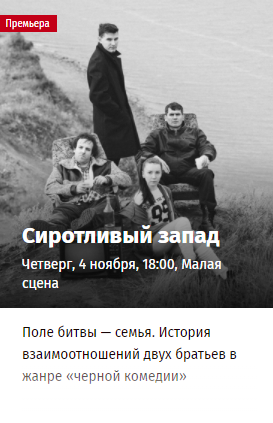 Премьера
Сиротливый запад
Четверг, 4 ноября, 18:00, Малая
сцена
Поле битвы — семья. История
взаимоотношений двух братьев в
жанре «черной комедии»